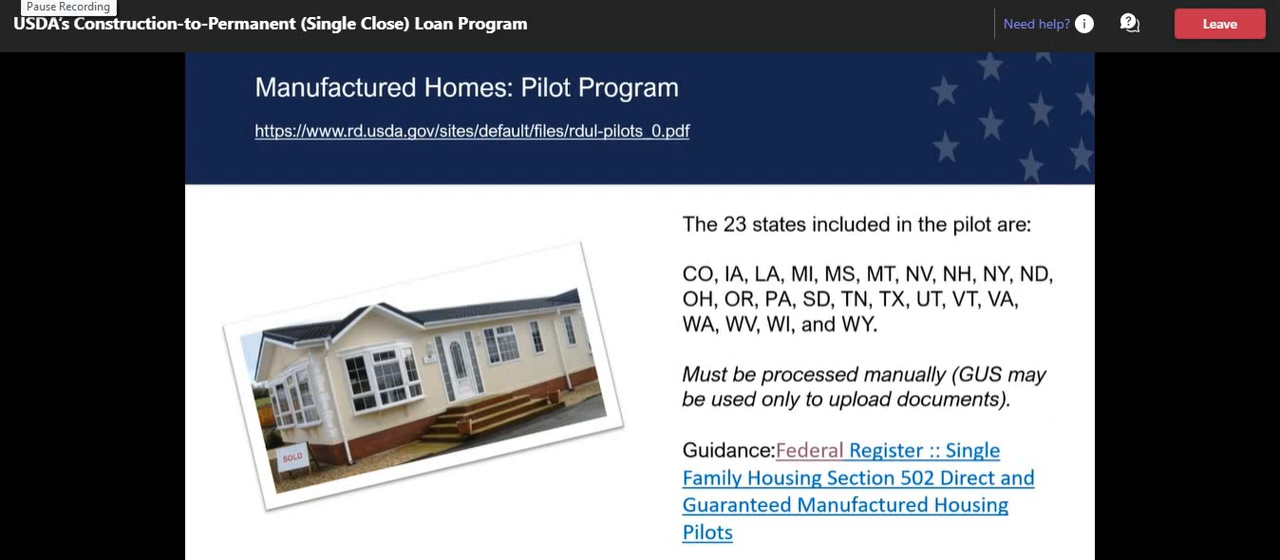 Pause Recording
USDA's Construction-to-Permanent (Single Close) Loan Program
Need help?
Leave
Manufactured Homes: Pilot Program
https://www.rd.usda.gov/sites/default/files/rdul-pilots_0.pdf
The 23 states included in the pilot are:
CO, IA, LA, MI, MS, MT, NV, NH, NY, ND,
OH, OR, PA, SD, TN, TX, UT, VT, VA,
WA, WV, WI, and WY.
Must be processed manually (GUS may
be used only to upload documents).
Guidance:Federal Register :: Single
Family Housing Section 502 Direct and
Guaranteed Manufactured Housing
Pilots
SOLD